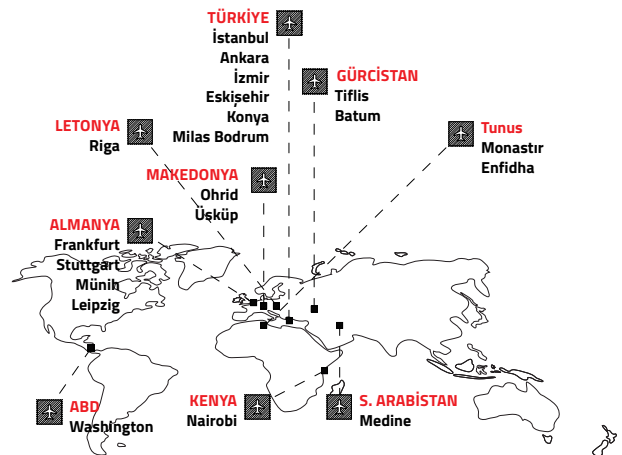 TÜRKİYE
İstanbul
Ankara
İzmir
Eskişehir
Konya
Milas Bodrum
GÜRCİSTAN
Tiflis
Batum
LETONYA
Riga
Tunus
Monastır
Enfidha
MAKEDONYA
Ohrid
Üşküp
ALMANYA
Frankfurt
Stuttgart
Münih
Leipzig
ABD
Washington
KENYA
Nairobi
S. ARABİSTAN
Medine